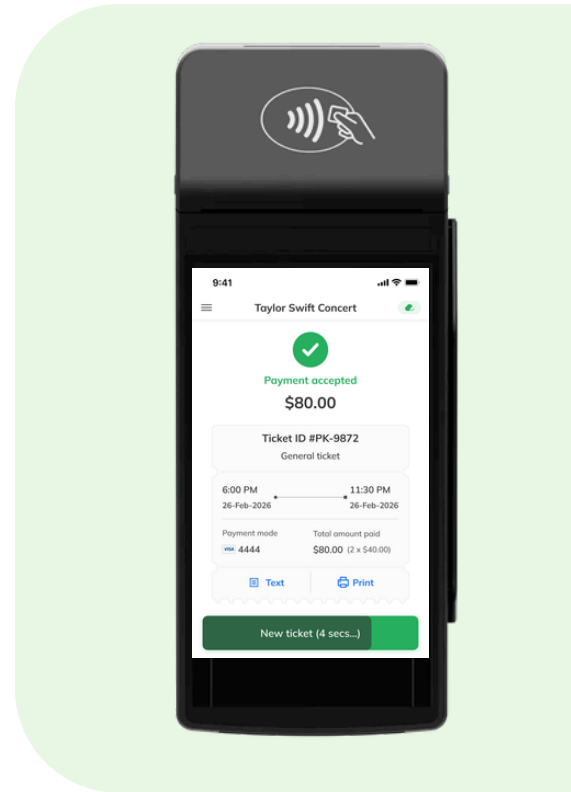 9:41
Taylor Swift Concert
Payment accepted
$80.00
Ticket ID #PK-9872
General ticket
6:00 PM 11:30 PM
26-Feb-2026 26-Feb-2026
Payment mode Total amount paid
VISA 4444 $80.00 (2 x $40.00)
Text Print
New ticket (4 secs...)